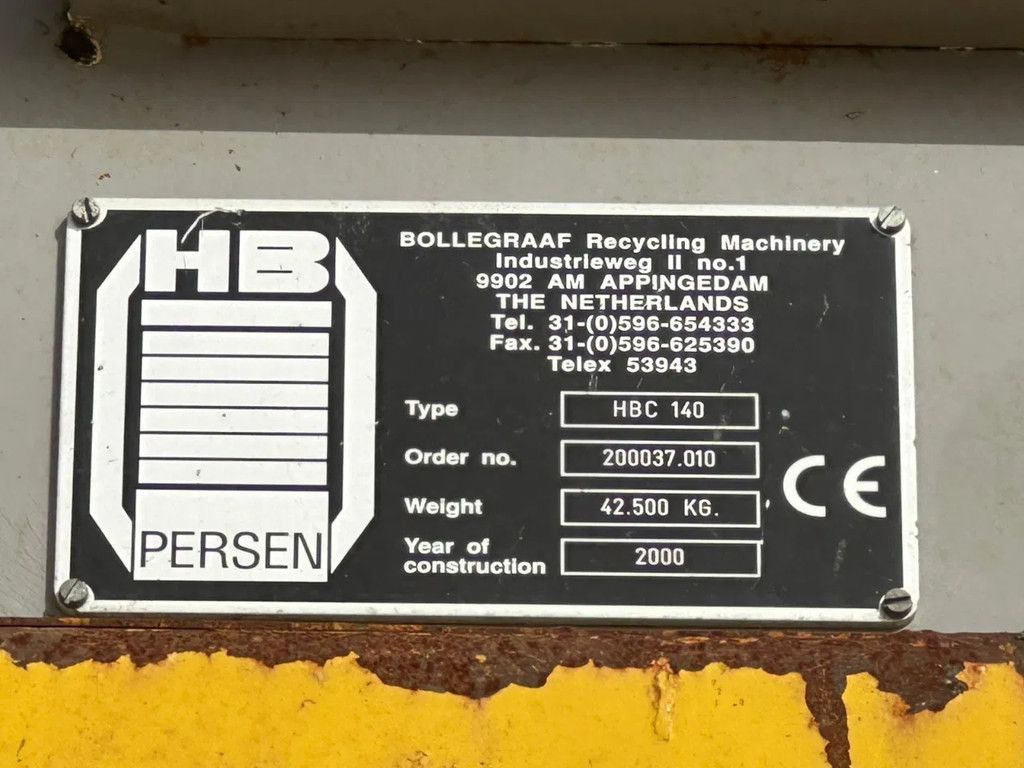 HB
PERSEN
BOLLEGRAAF Recycling Machinery
Industrieweg II no.1
9902 AM APPINGEDAM
THE NETHERLANDS
Tel. 31-(0)596-654333
Fax. 31-(0)596-625390
Telex 53943
Type HBC 140
Order no. 200037.010
Weight 42.500 KG.
Year of
construction 2000
CE